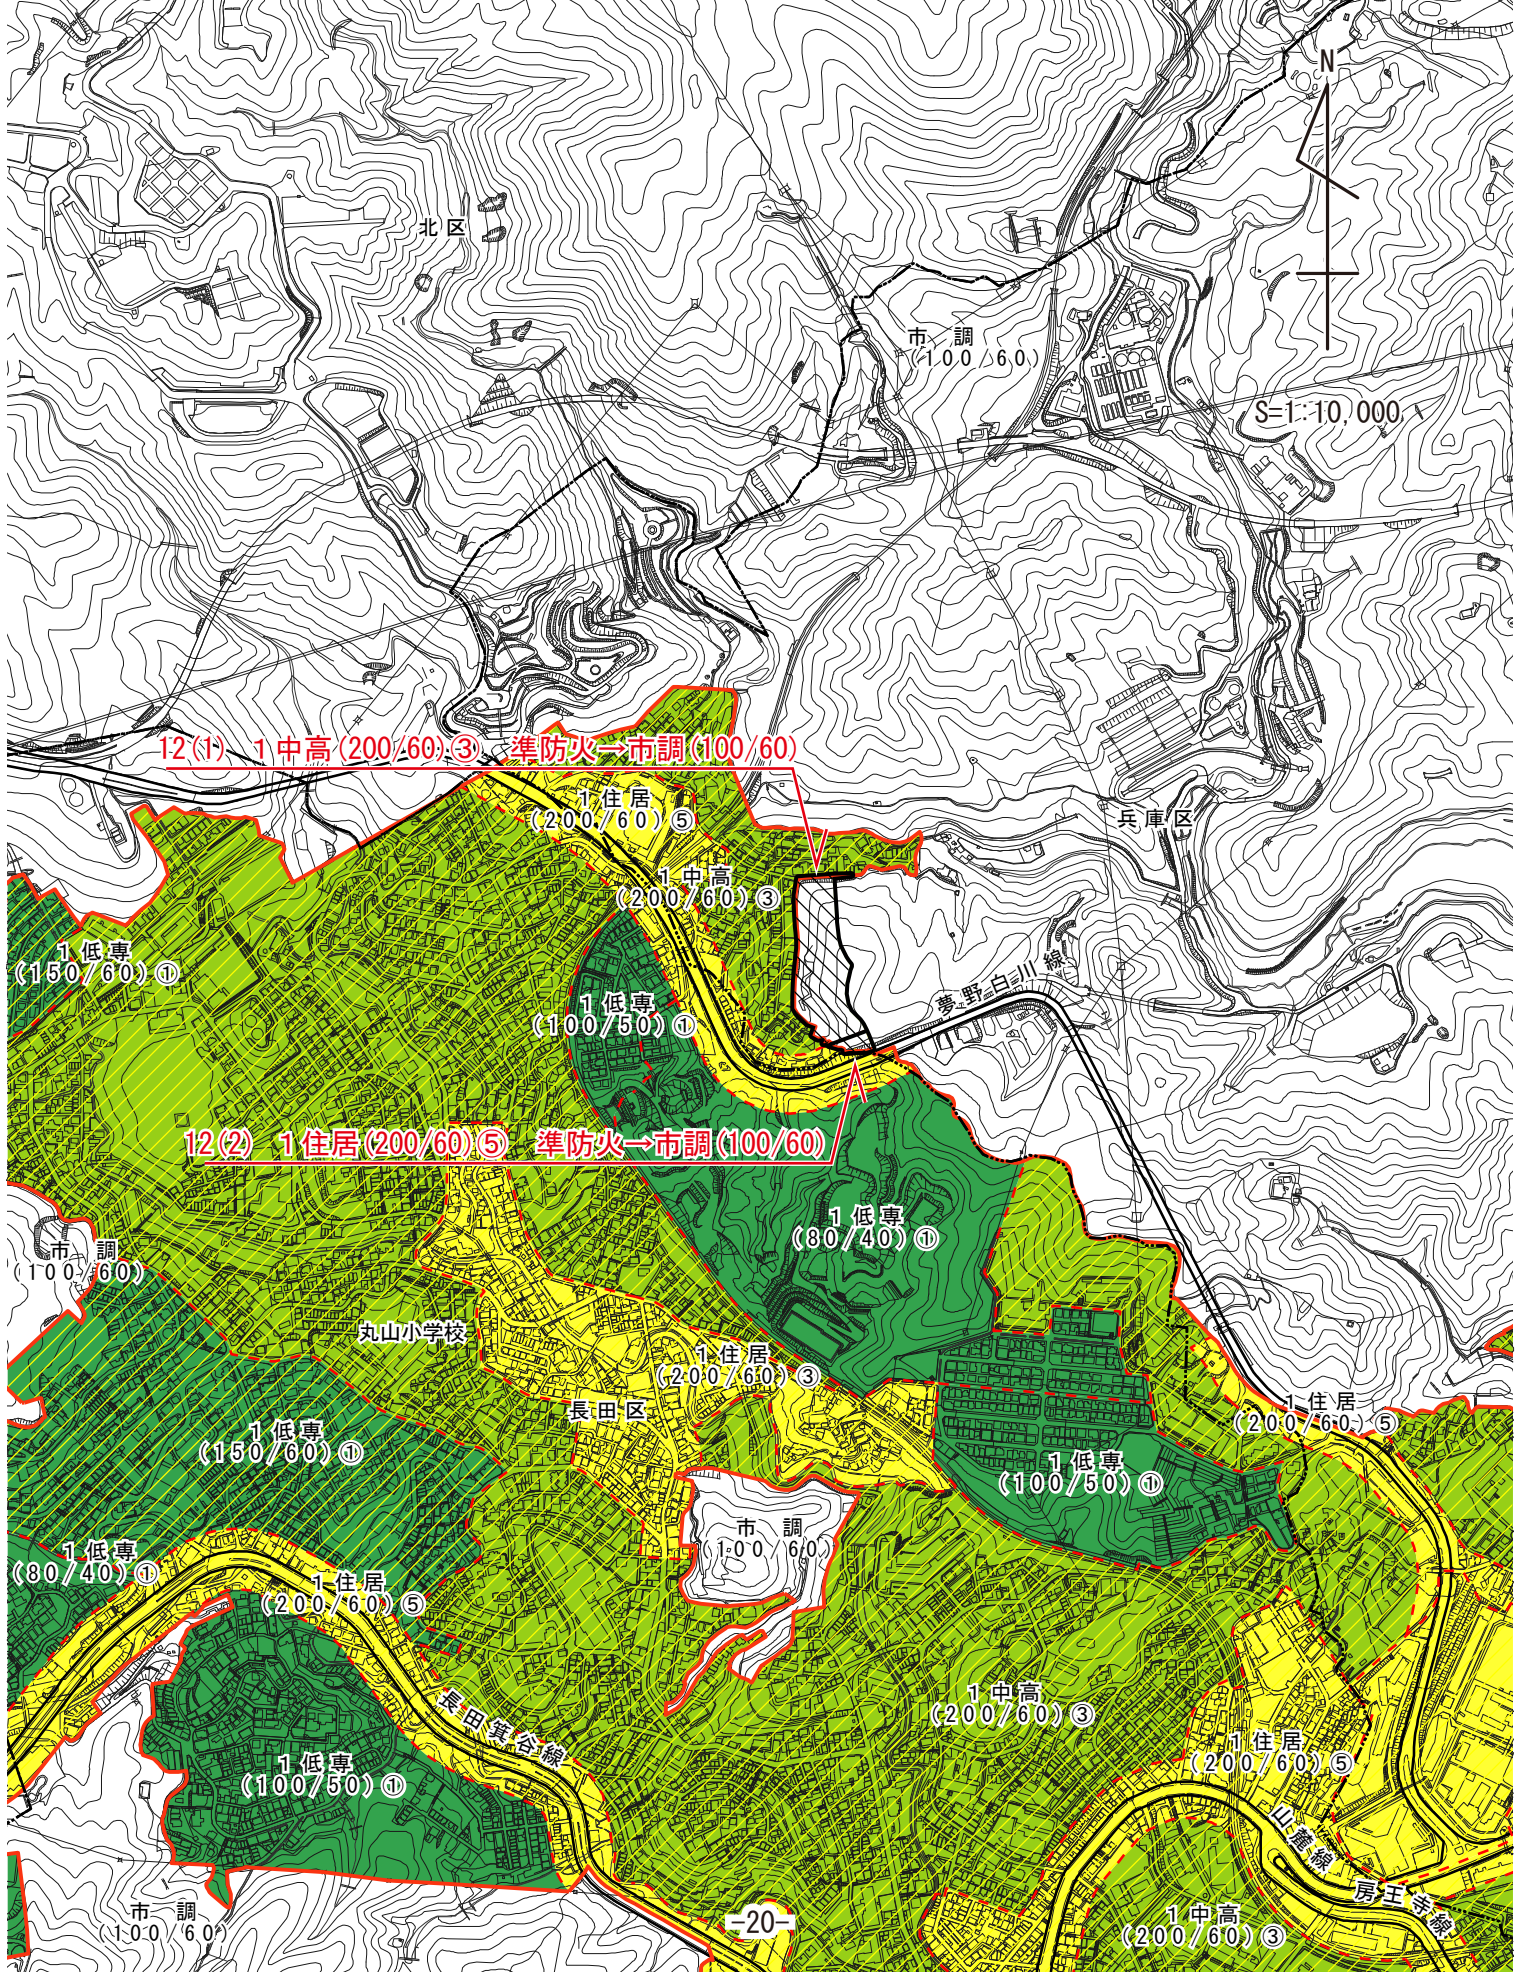 N
北区
市 調
(100/60)
S=1:10,000
12(1) 1中高(200/60)③ 準防火→市調(100/60)
1住居
(200/60)⑤
兵庫区
1中高
(200/60)③
1低専
(150/60)①
夢野白川線
1低専
(100/50)①
12(2) 1住居(200/60)⑤ 準防火→市調(100/60)
1低専
(80/40)①
市 調
(100/60)
丸山小学校
1住居
(200/60)③
長田区
1住居
(200/60)⑤
1低専
(150/60)①
1低専
(100/50)①
市 調
(100/60)
1低専
(80/40)①
1住居
(200/60)⑤
1中高
(200/60)③
長田箕谷線
1住居
(200/60)⑤
1低専
(100/50)①
山麓線
房王寺線
市 調
(100/60)
1中高
(200/60)③
-20-